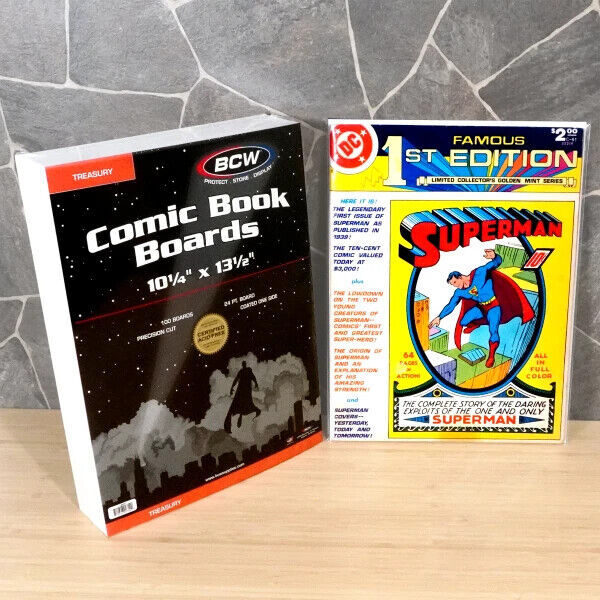 TREASURY
BCW
PROTECT STORE DISPLAY
Comic Book
Boards
10¼" x 13½"
100 BOARDS
PRECISION CUT
24 PT. BOARD
COATED ONE SIDE
CERTIFIED
ACID FREE
www.bcwsupplies.com
TREASURY
DC
$2.00
C-61
FAMOUS
1ST EDITION
LIMITED COLLECTOR'S GOLDEN MINT SERIES
HERE IT IS!
THE LEGENDARY
FIRST ISSUE OF
SUPERMAN AS
PUBLISHED IN
1939!
THE TEN-CENT
COMIC VALUED
TODAY AT
$3,000!
plus
THE LOWDOWN
ON THE TWO
YOUNG
CREATORS OF
SUPERMAN--
COMICS' FIRST
AND GREATEST
SUPER-HERO!
THE ORIGIN OF
SUPERMAN
AND AN
EXPLANATION
OF HIS
AMAZING
STRENGTH!
and
SUPERMAN
COVERS--
YESTERDAY,
TODAY AND
TOMORROW!
SUPERMAN
10¢
64
PAGES
OF
ACTION!
ALL
IN
FULL
COLOR
THE COMPLETE STORY OF THE DARING
EXPLOITS OF THE ONE AND ONLY
SUPERMAN